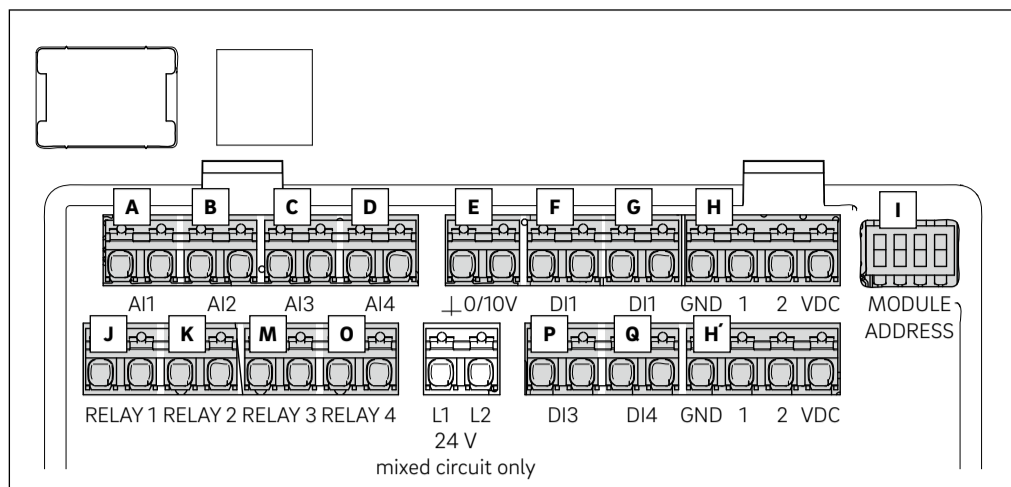 A B C D E F G H I
AI1 AI2 AI3 AI4 ⏊ 0/10V DI1 DI1 GND 1 2 VDC MODULE
ADDRESS
J K M O P Q H´
RELAY 1 RELAY 2 RELAY 3 RELAY 4 L1 L2 DI3 DI4 GND 1 2 VDC
24 V
mixed circuit only